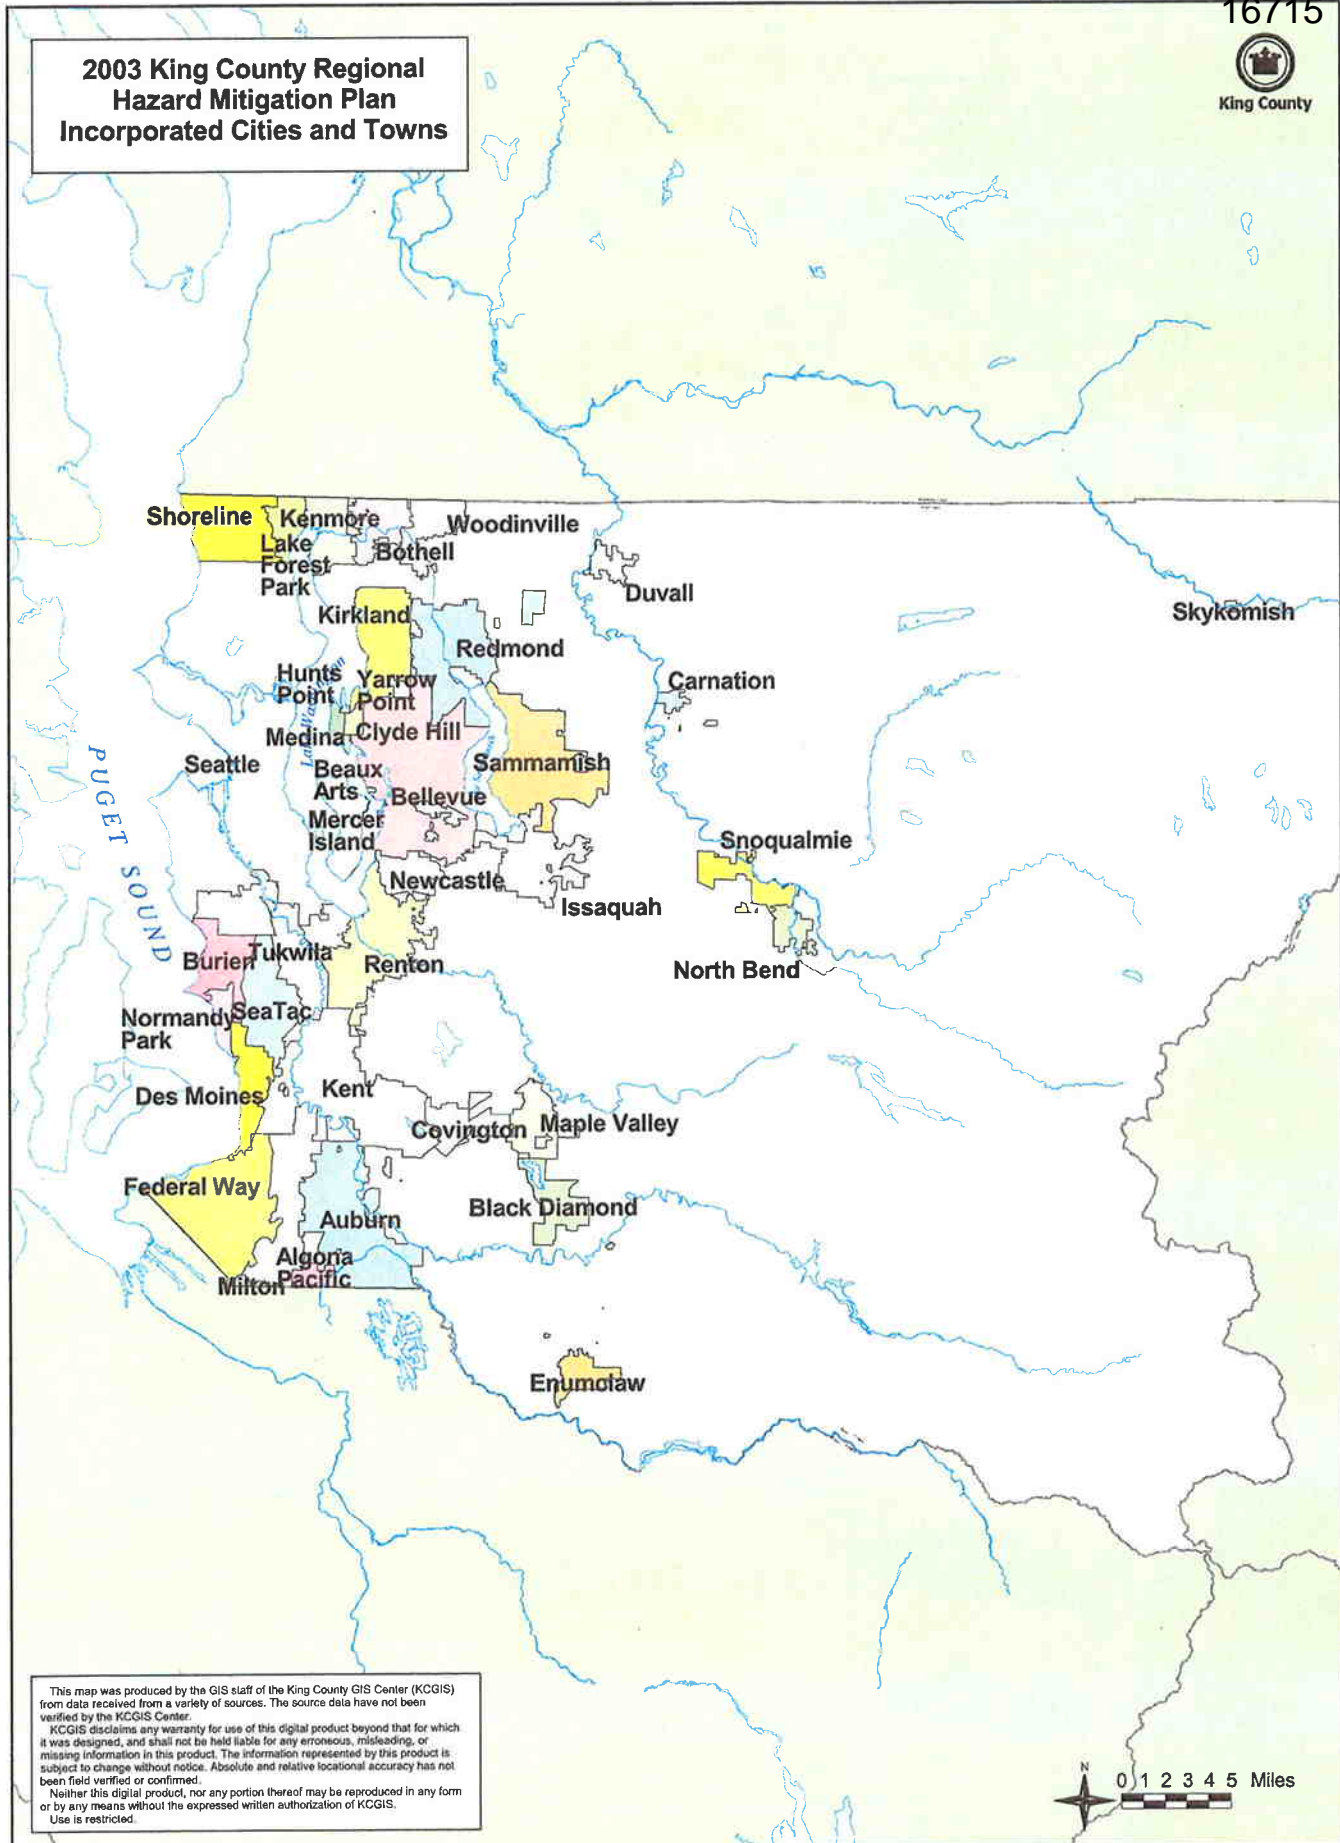 16715
King County
2003 King County Regional
Hazard Mitigation Plan
Incorporated Cities and Towns
Shoreline
Kenmore
Woodinville
Lake
Forest
Park
Bothell
Duvall
Kirkland
Skykomish
Redmond
Hunts
Point
Yarrow
Point
Carnation
Medina
Clyde Hill
Seattle
Beaux
Arts
Sammamish
Bellevue
Mercer
Island
PUGET SOUND
Snoqualmie
Newcastle
Issaquah
Burien
Tukwila
Renton
North Bend
Normandy
Park
SeaTac
Des Moines
Kent
Covington
Maple Valley
Federal Way
Black Diamond
Auburn
Algona
Pacific
Milton
Enumclaw
This map was produced by the GIS staff of the King County GIS Center (KCGIS)
from data received from a variety of sources. The source data have not been
verified by the KCGIS Center.
KCGIS disclaims any warranty for use of this digital product beyond that for which
it was designed, and shall not be held liable for any erroneous, misleading, or
missing information in this product. The information represented by this product is
subject to change without notice. Absolute and relative locational accuracy has not
been field verified or confirmed.
Neither this digital product, nor any portion thereof may be reproduced in any form
or by any means without the expressed written authorization of KCGIS.
Use is restricted.
N
0 1 2 3 4 5 Miles